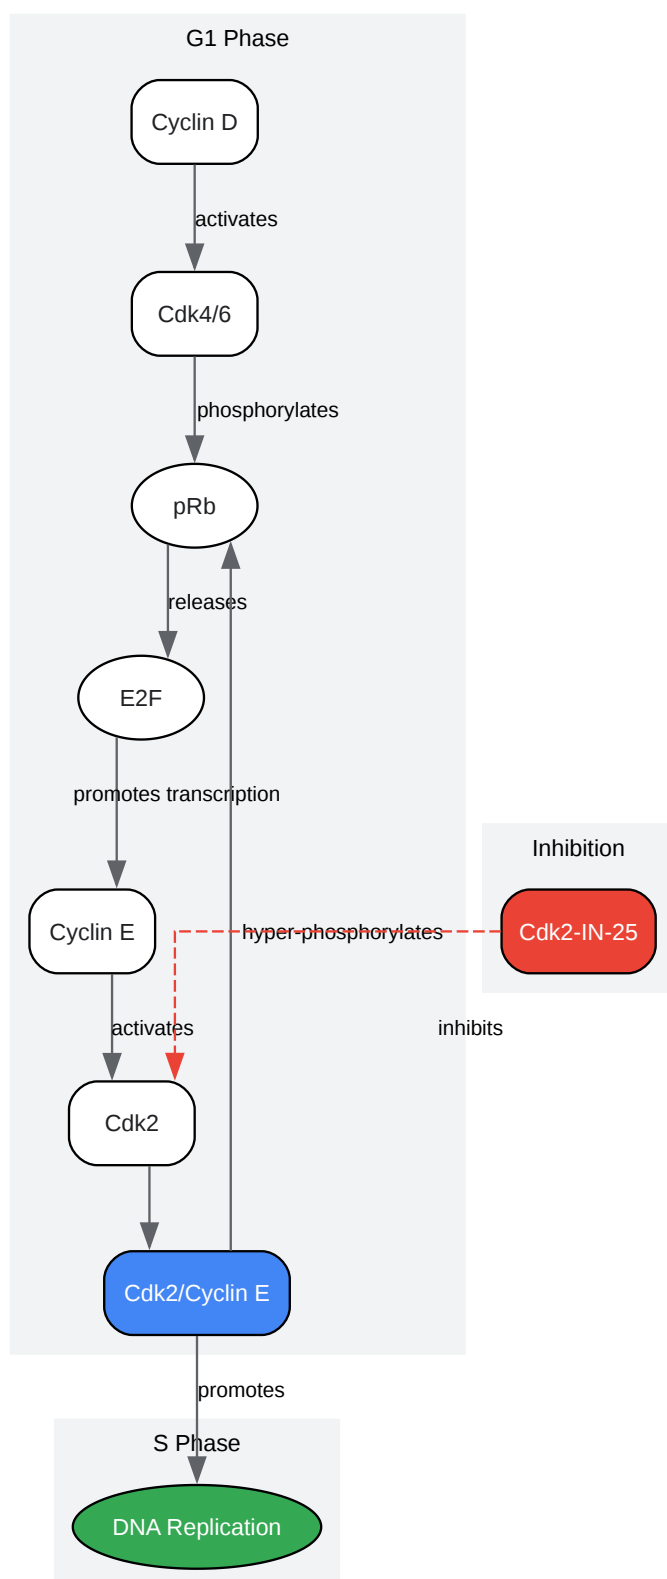 G1 Phase
Cyclin D
activates
Cdk4/6
phosphorylates
pRb
releases
E2F
promotes transcription
Inhibition
Cyclin E
hyper-phosphorylates
Cdk2-IN-25
activates
inhibits
Cdk2
Cdk2/Cyclin E
promotes
S Phase
DNA Replication